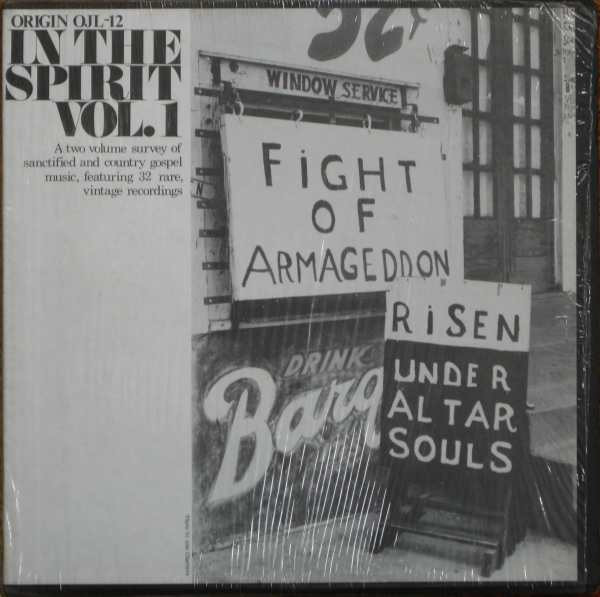 ORIGIN OJL-12
IN THE
SPIRIT
VOL.1
A two volume survey of
sanctified and country gospel
music, featuring 32 rare,
vintage recordings
WINDOW SERVICE
FiGHT
OF
ARMAGEDDON
RiSEN
UNDER
ALTAR
SOULS
DRINK
Barq